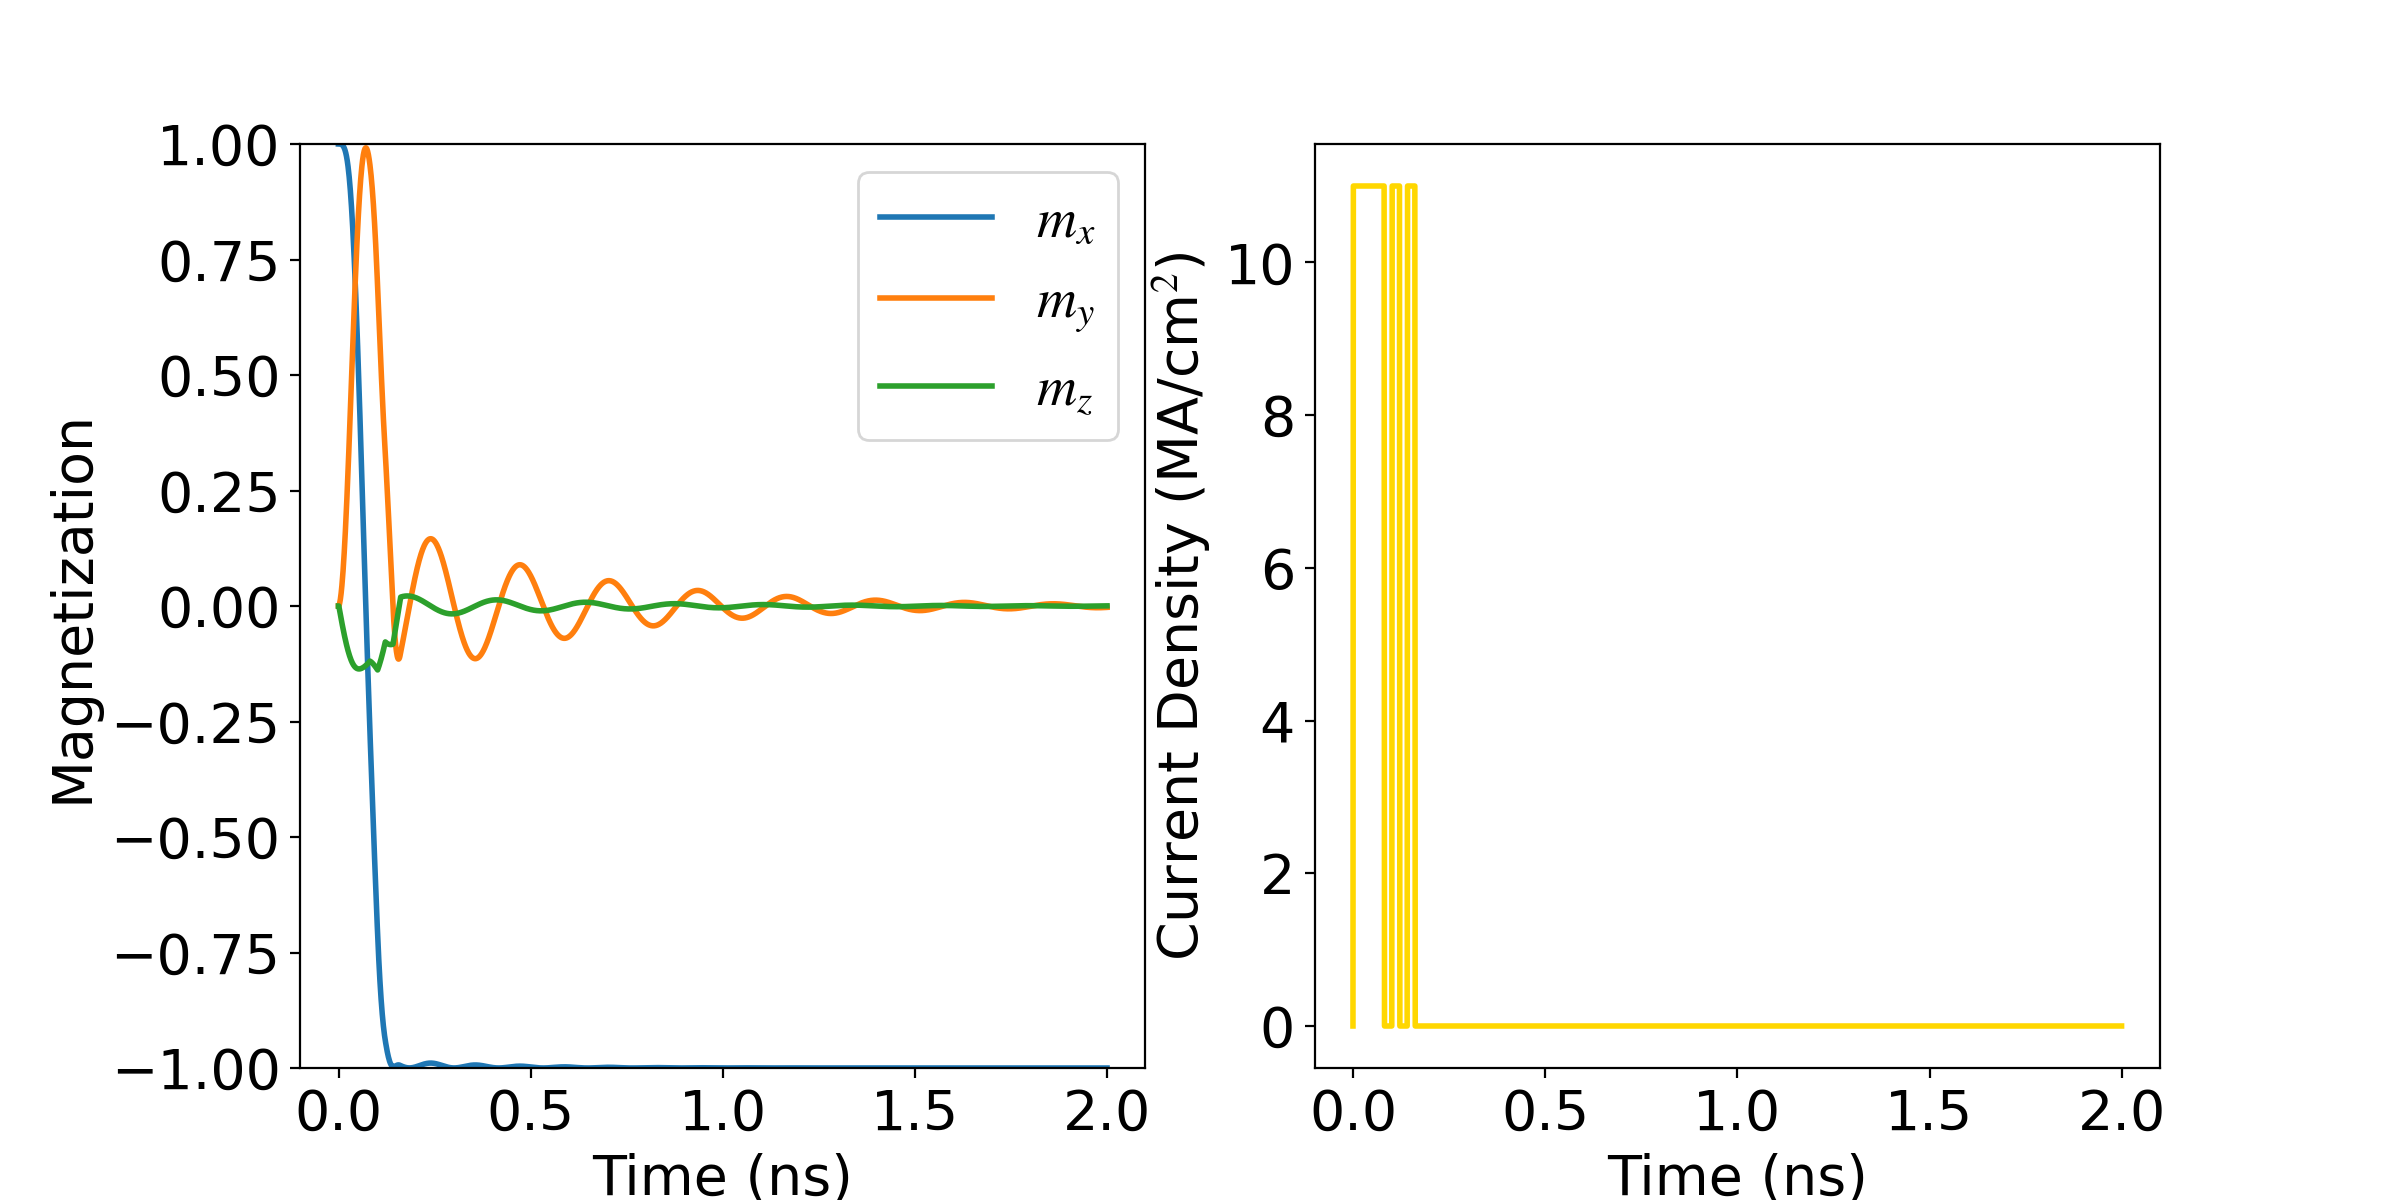 Magnetization
1.00
0.75
0.50
0.25
0.00
−0.25
−0.50
−0.75
−1.00
0.0 0.5 1.0 1.5 2.0
Time (ns)
m_x
m_y
m_z
Current Density (MA/cm²)
10
8
6
4
2
0
0.0 0.5 1.0 1.5 2.0
Time (ns)